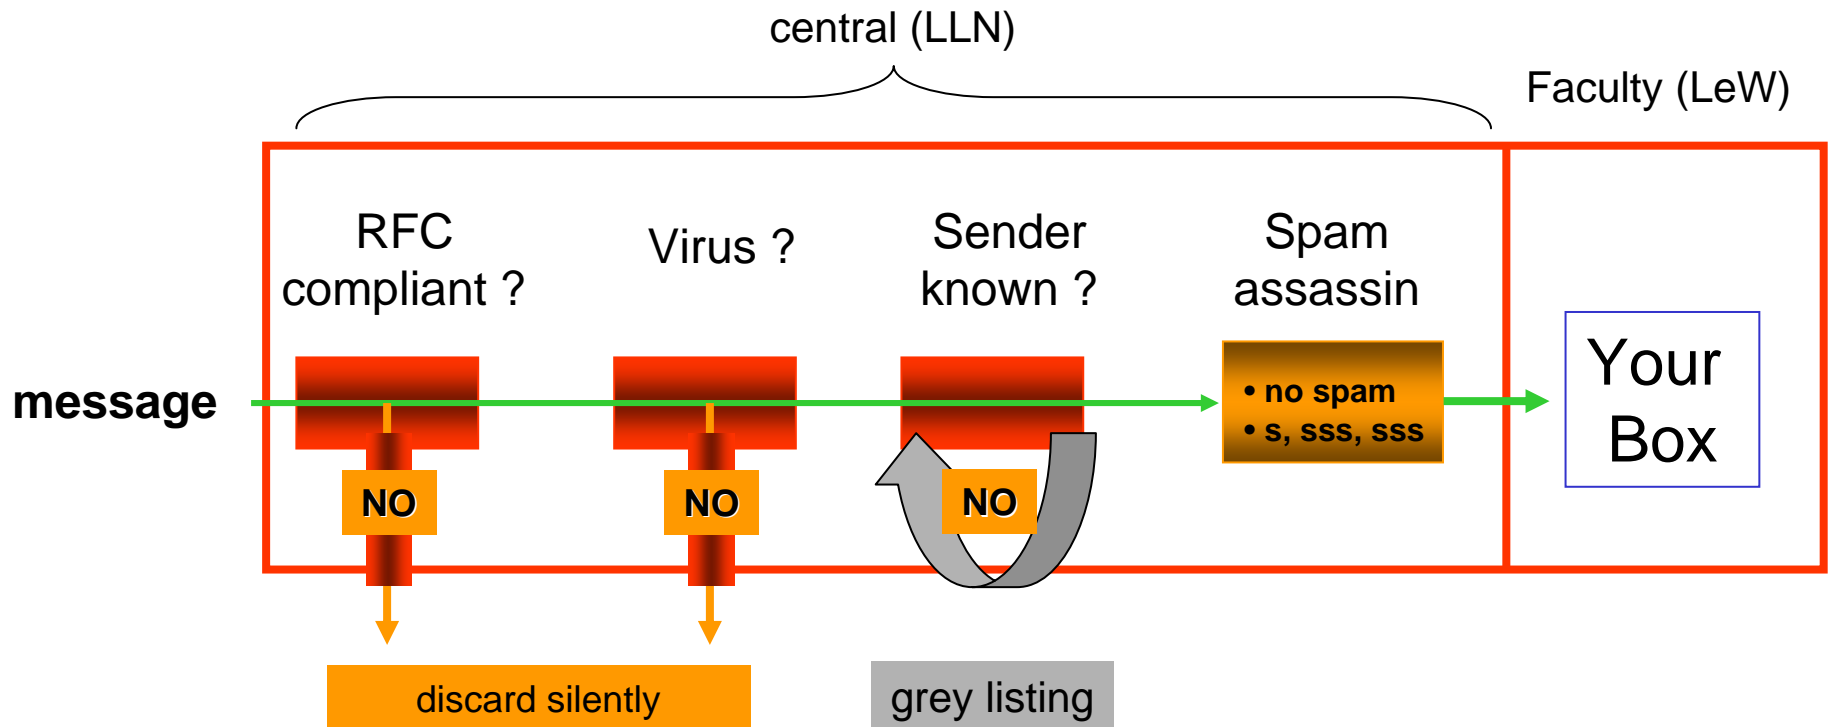 central (LLN)
Faculty (LeW)
RFC
compliant ?
Virus ?
Sender
known ?
Spam
assassin
message
• no spam
• s, sss, sss
Your
Box
NO
NO
NO
discard silently
grey listing